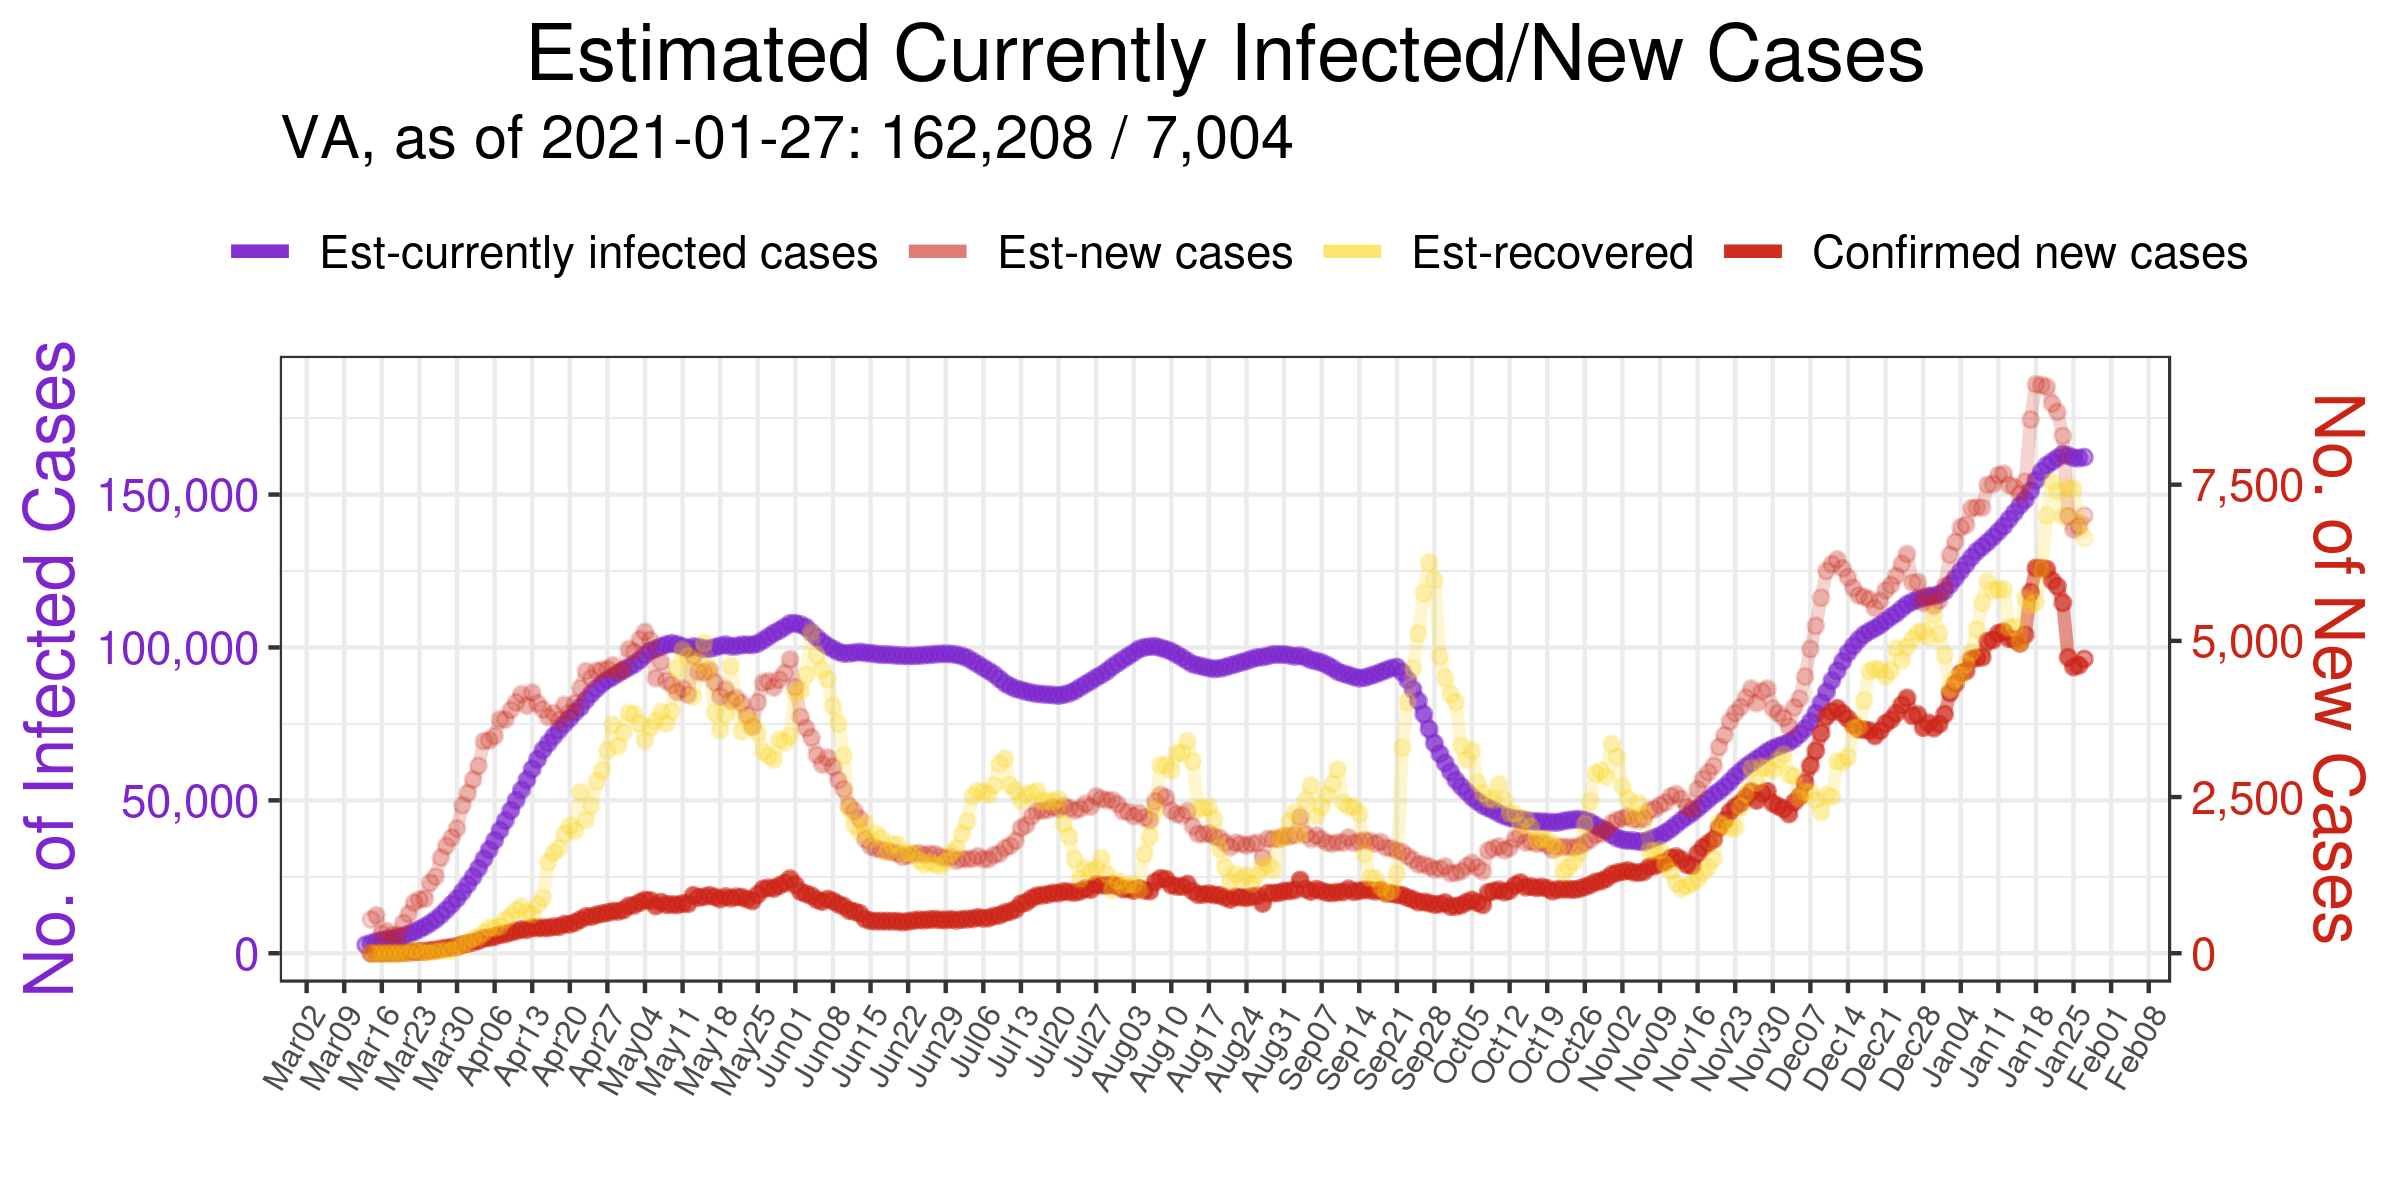 Estimated Currently Infected/New Cases
VA, as of 2021-01-27: 162,208 / 7,004
Est-currently infected cases
Est-new cases
Est-recovered
Confirmed new cases
No. of Infected Cases
150,000
100,000
50,000
0
7,500
5,000
2,500
0
No. of New Cases
Mar02
Mar09
Mar16
Mar23
Mar30
Apr06
Apr13
Apr20
Apr27
May04
May11
May18
May25
Jun01
Jun08
Jun15
Jun22
Jun29
Jul06
Jul13
Jul20
Jul27
Aug03
Aug10
Aug17
Aug24
Aug31
Sep07
Sep14
Sep21
Sep28
Oct05
Oct12
Oct19
Oct26
Nov02
Nov09
Nov16
Nov23
Nov30
Dec07
Dec14
Dec21
Dec28
Jan04
Jan11
Jan18
Jan25
Feb01
Feb08